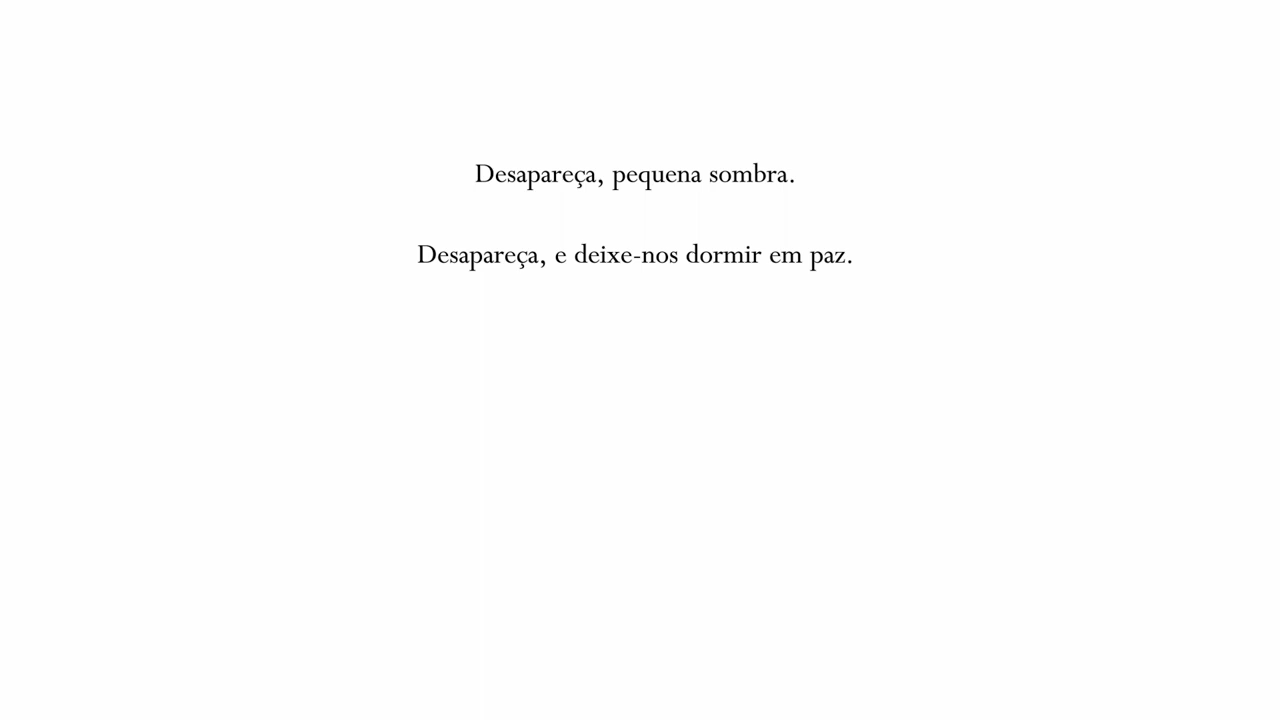 Desapareça, pequena sombra.
Desapareça, e deixe-nos dormir em paz.